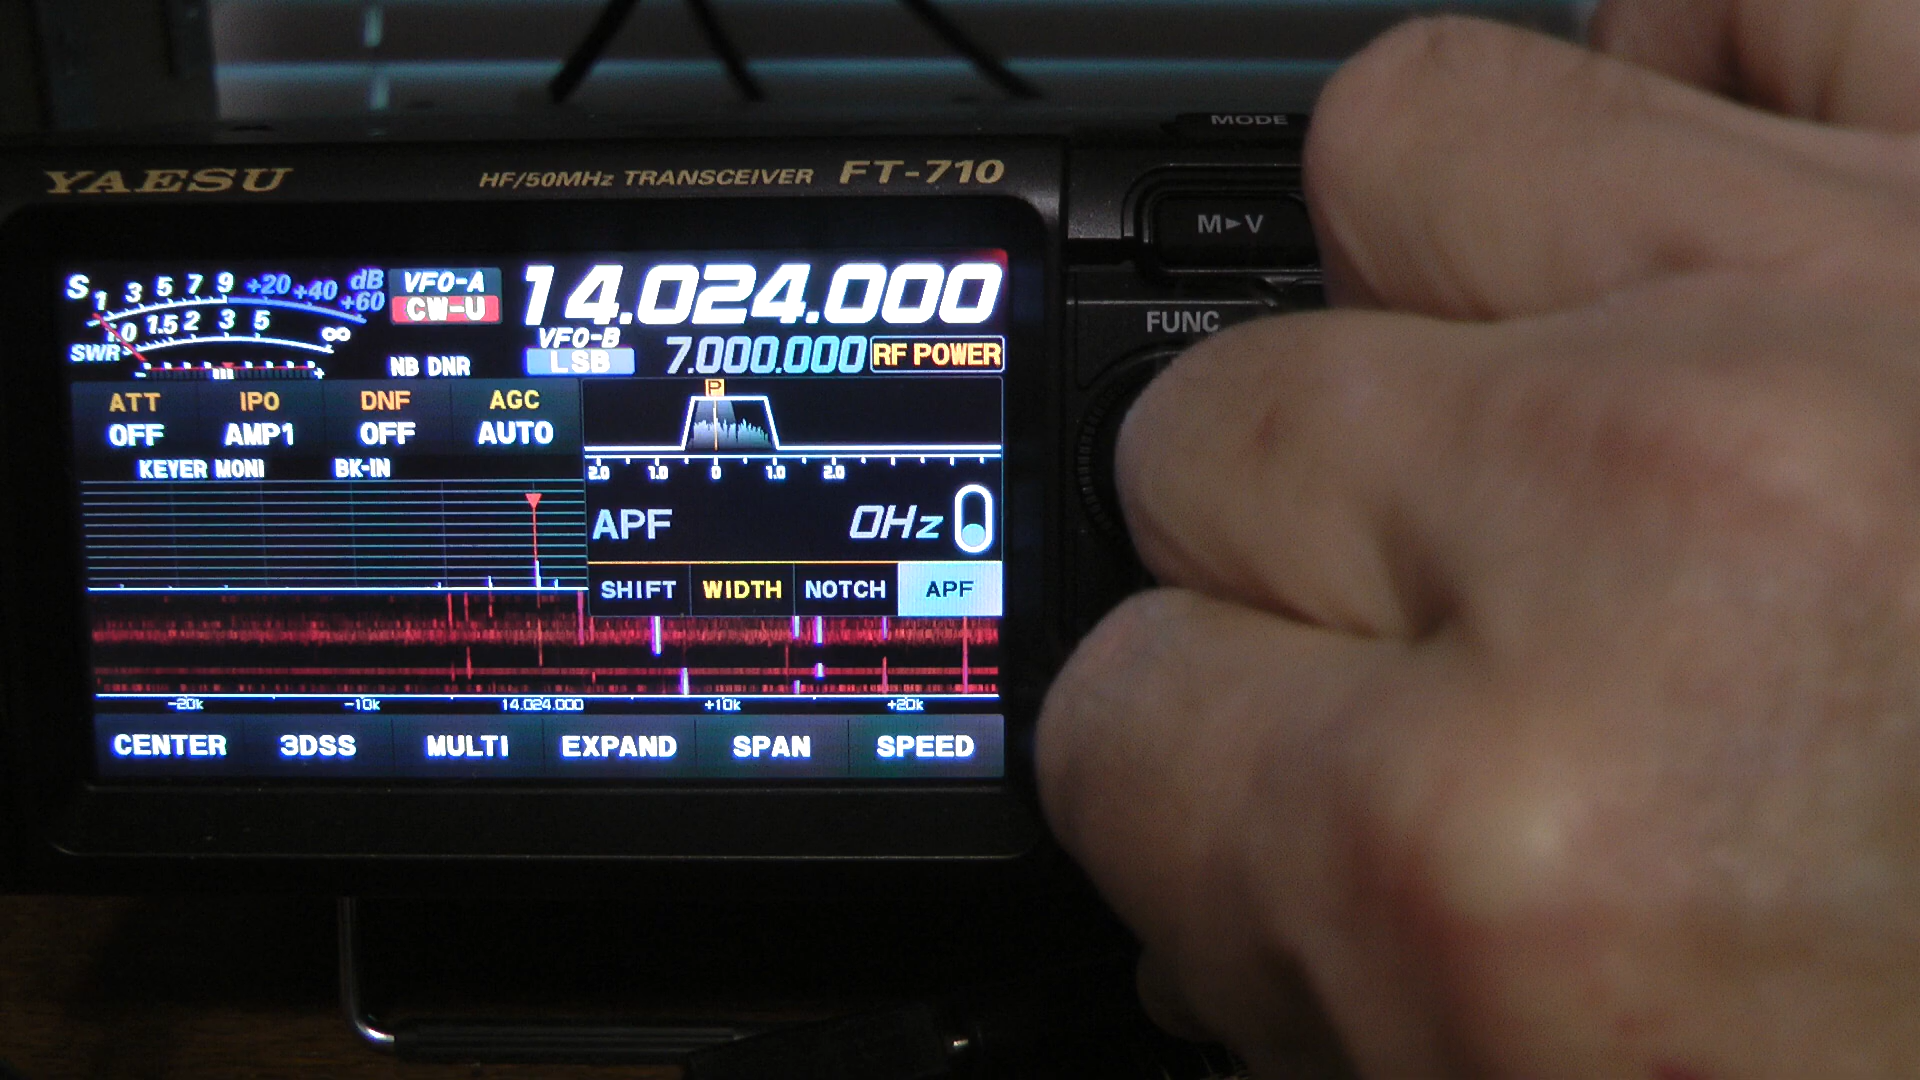 MODE
YAESU HF/50MHz TRANSCEIVER FT-710
M►V
FUNC
S 1 3 5 7 9 +20 +40 +60 dB
VFO-A
CW-U
14.024.000
SWR 1.0 1.5 2 3 5 ∞
VFO-B
LSB
7.000.000
RF POWER
- +
NB DNR
P
ATT IPO DNF AGC
OFF AMP1 OFF AUTO
KEYER MONI BK-IN
2.0 1.0 0 1.0 2.0
APF 0Hz
SHIFT WIDTH NOTCH APF
-20k -10k 14.024.000 +10k +20k
CENTER 3DSS MULTI EXPAND SPAN SPEED